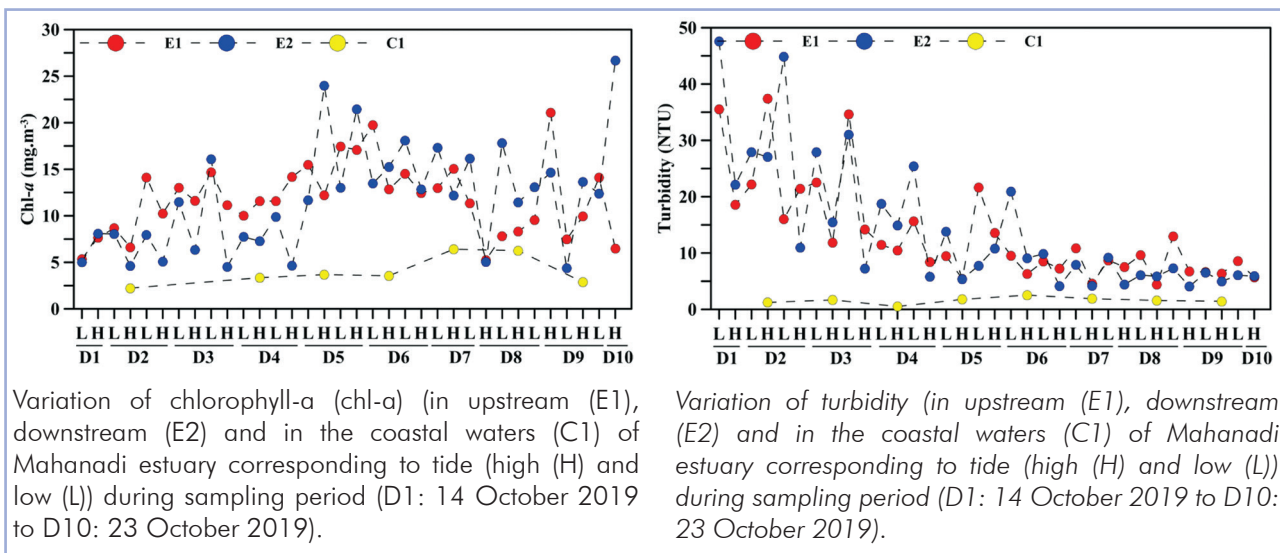 30
25
20
15
10
5
0
Chl-a (mg.m-3)
E1 E2 C1
L H L H L H L H L H L H L H L H L H L H L H L H L H L H L H L H L H
D1 D2 D3 D4 D5 D6 D7 D8 D9 D10
Variation of chlorophyll-a (chl-a) (in upstream (E1),
downstream (E2) and in the coastal waters (C1) of
Mahanadi estuary corresponding to tide (high (H) and
low (L)) during sampling period (D1: 14 October 2019
to D10: 23 October 2019).
50
40
30
20
10
0
Turbidity (NTU)
E1 E2 C1
D1 D2 D3 D4 D5 D6 D7 D8 D9 D10
Variation of turbidity (in upstream (E1), downstream
(E2) and in the coastal waters (C1) of Mahanadi
estuary corresponding to tide (high (H) and low (L))
during sampling period (D1: 14 October 2019 to D10:
23 October 2019).